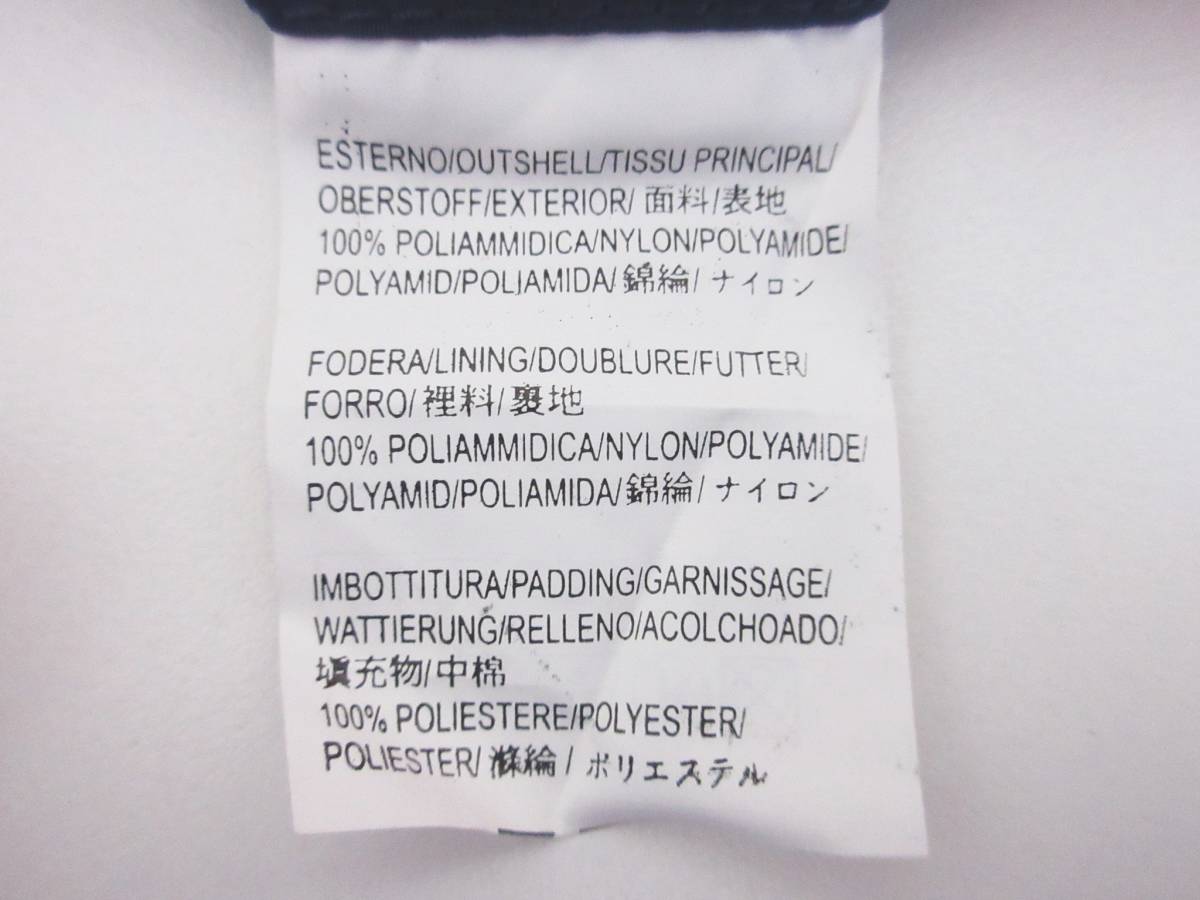 ESTERNO/OUTSHELL/TISSU PRINCIPAL/
OBERSTOFF/EXTERIOR/ 面料/表地
100% POLIAMMIDICA/NYLON/POLYAMIDE/
POLYAMID/POLIAMIDA/ 錦綸/ ナイロン
FODERA/LINING/DOUBLURE/FUTTER/
FORRO/ 裡料/ 裏地
100% POLIAMMIDICA/NYLON/POLYAMIDE/
POLYAMID/POLIAMIDA/ 錦綸/ ナイロン
IMBOTTITURA/PADDING/GARNISSAGE/
WATTIERUNG/RELLENO/ACOLCHOADO/
填充物/中棉
100% POLIESTERE/POLYESTER/
POLIESTER/ 滌綸/ ポリエステル